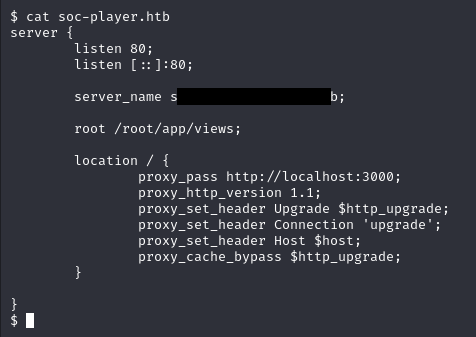 $ cat soc-player.htb
server {
listen 80;
listen [::]:80;
server_name s b;
root /root/app/views;
location / {
proxy_pass http://localhost:3000;
proxy_http_version 1.1;
proxy_set_header Upgrade $http_upgrade;
proxy_set_header Connection 'upgrade';
proxy_set_header Host $host;
proxy_cache_bypass $http_upgrade;
}
}
$